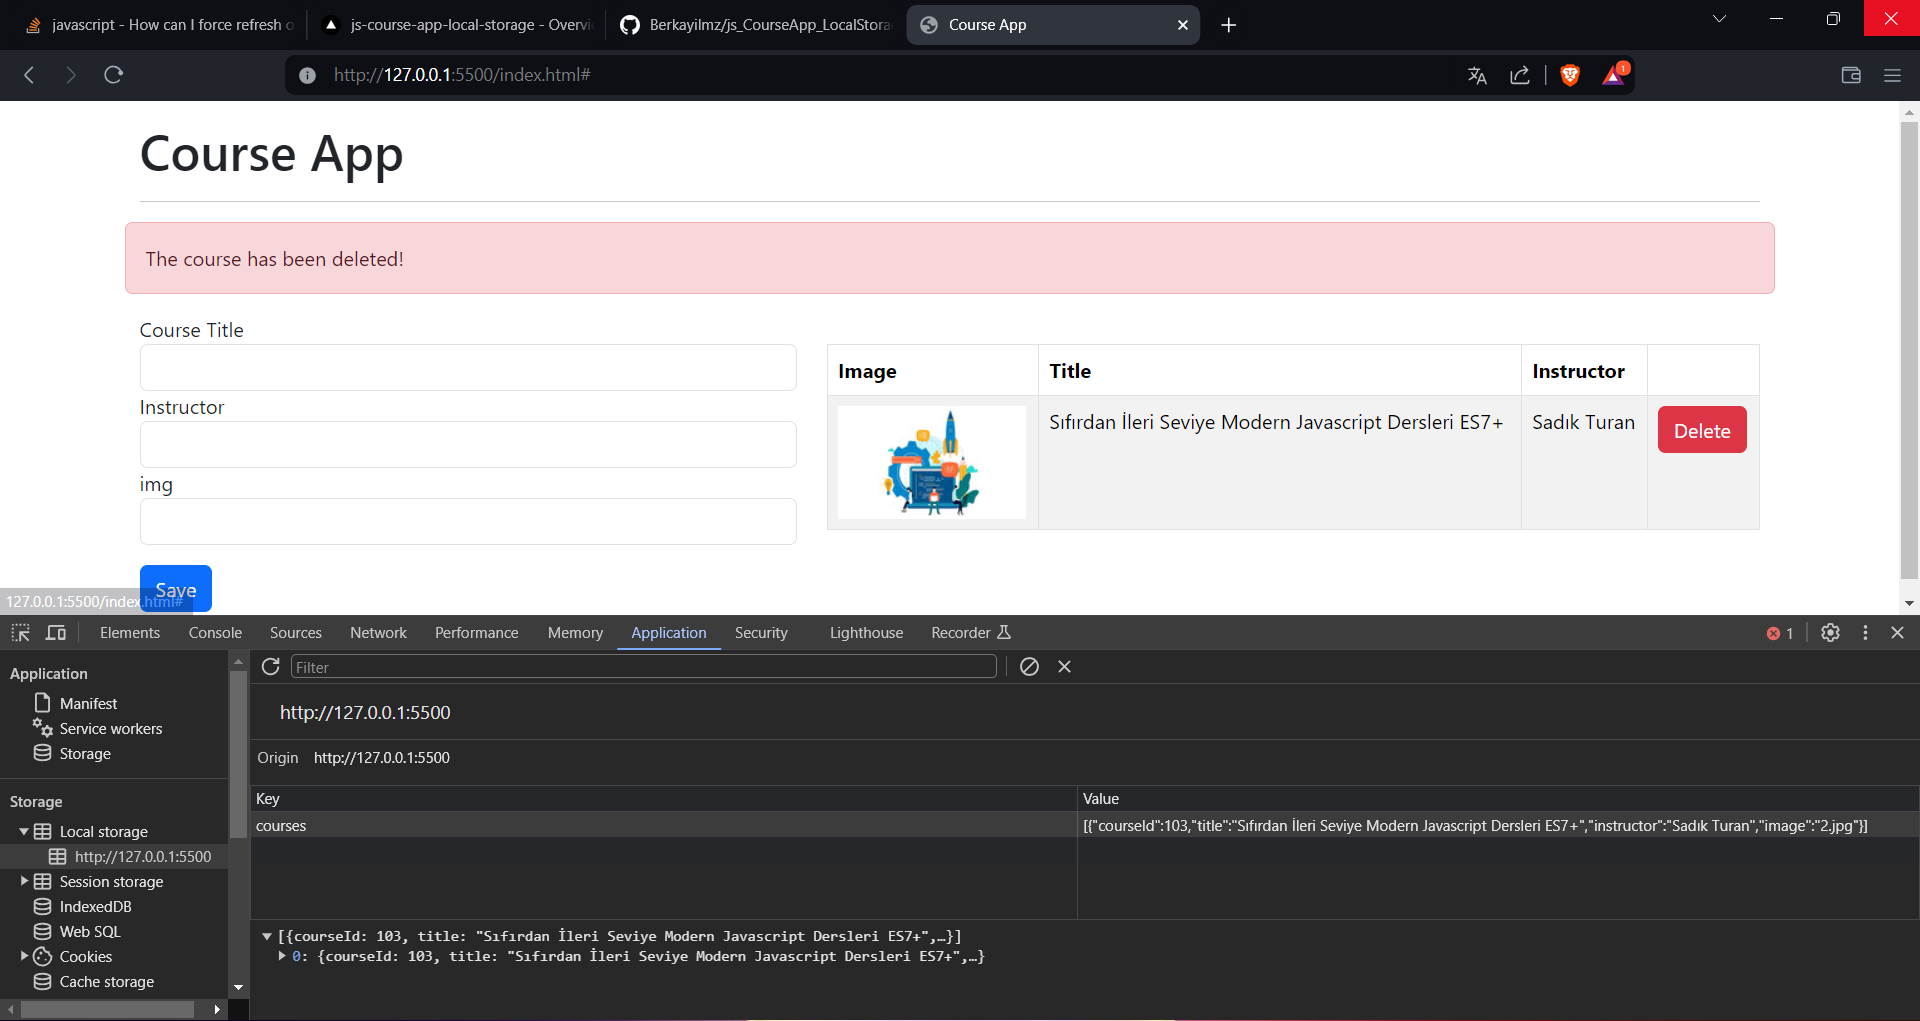 javascript - How can I force refresh o
js-course-app-local-storage - Overvi
Berkayilmz/js_CourseApp_LocalStora
Course App
http://127.0.0.1:5500/index.html#
1
Course App
The course has been deleted!
Course Title
Instructor
img
Save
Image Title Instructor
Sıfırdan İleri Seviye Modern Javascript Dersleri ES7+ Sadık Turan Delete
127.0.0.1:5500/index.html#
Elements Console Sources Network Performance Memory Application Security Lighthouse Recorder 1
Application
Manifest
Service workers
Storage
Storage
Local storage
http://127.0.0.1:5500
Session storage
IndexedDB
Web SQL
Cookies
Cache storage
Filter
http://127.0.0.1:5500
Origin http://127.0.0.1:5500
Key Value
courses [{"courseId":103,"title":"Sıfırdan İleri Seviye Modern Javascript Dersleri ES7+","instructor":"Sadık Turan","image":"2.jpg"}]
[{courseId: 103, title: "Sıfırdan İleri Seviye Modern Javascript Dersleri ES7+",…}]
0: {courseId: 103, title: "Sıfırdan İleri Seviye Modern Javascript Dersleri ES7+",…}